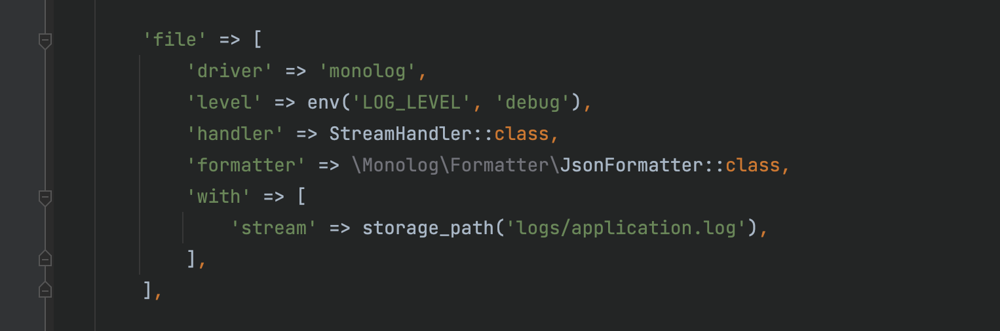 'file' => [
'driver' => 'monolog',
'level' => env('LOG_LEVEL', 'debug'),
'handler' => StreamHandler::class,
'formatter' => \Monolog\Formatter\JsonFormatter::class,
'with' => [
'stream' => storage_path('logs/application.log'),
],
],